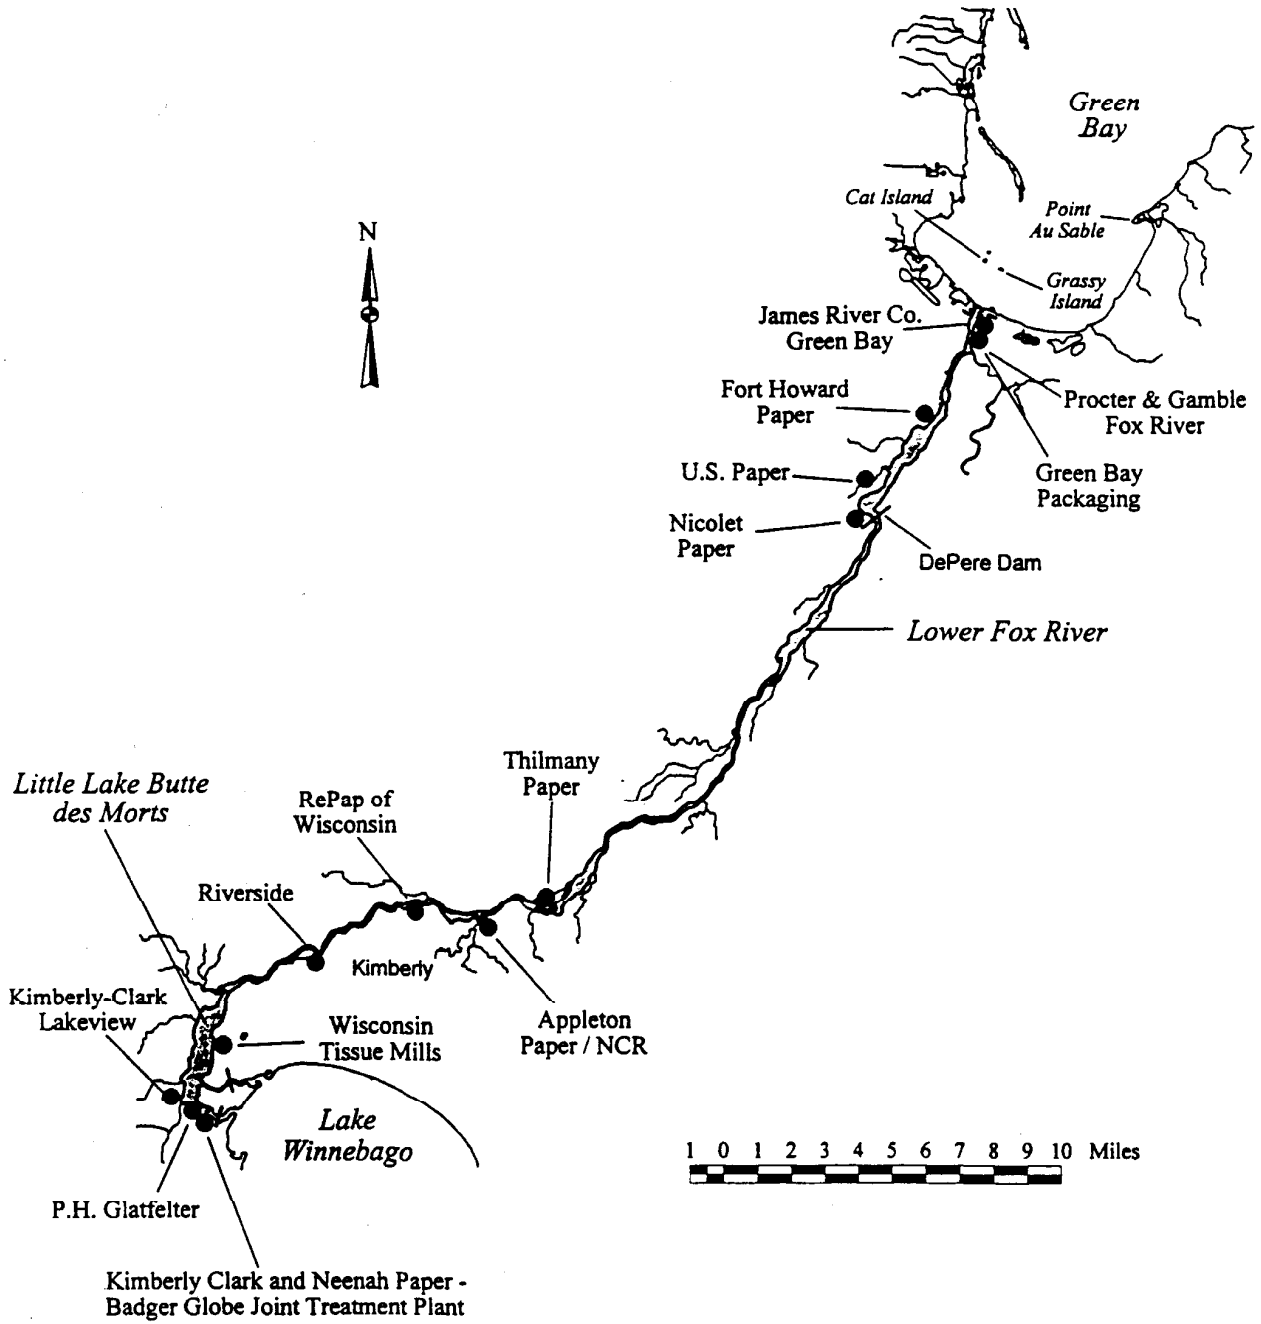 Green
Bay
Cat Island
Point
Au Sable
N
Grassy
Island
James River Co.
Green Bay
Fort Howard
Paper
Procter & Gamble
Fox River
U.S. Paper
Green Bay
Packaging
Nicolet
Paper
DePere Dam
Lower Fox River
Thilmany
Paper
Little Lake Butte
des Morts
RePap of
Wisconsin
Riverside
Kimberly
Kimberly-Clark
Lakeview
Wisconsin
Tissue Mills
Appleton
Paper / NCR
Lake
Winnebago
1 0 1 2 3 4 5 6 7 8 9 10 Miles
P.H. Glatfelter
Kimberly Clark and Neenah Paper -
Badger Globe Joint Treatment Plant